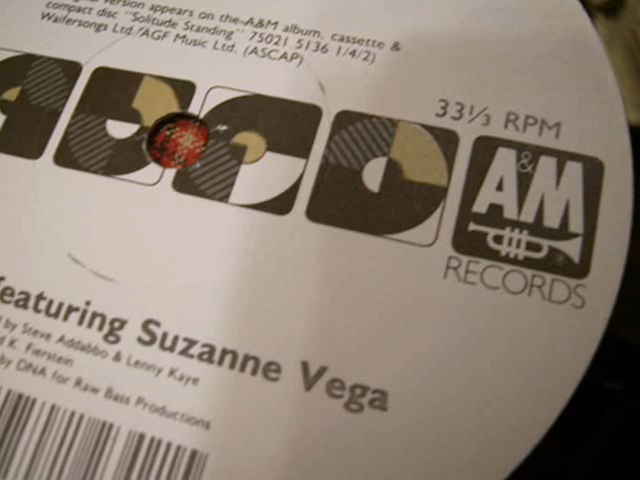 version appears on the A&M album, cassette &
compact disc "Solitude Standing" 75021 5136 1/4/2)
Waifersongs Ltd./AGF Music Ltd. (ASCAP)
33⅓ RPM
A&M
RECORDS
featuring Suzanne Vega
by Steve Addabbo & Lenny Kaye
K. Fierstein
by DNA for Raw Bass Productions